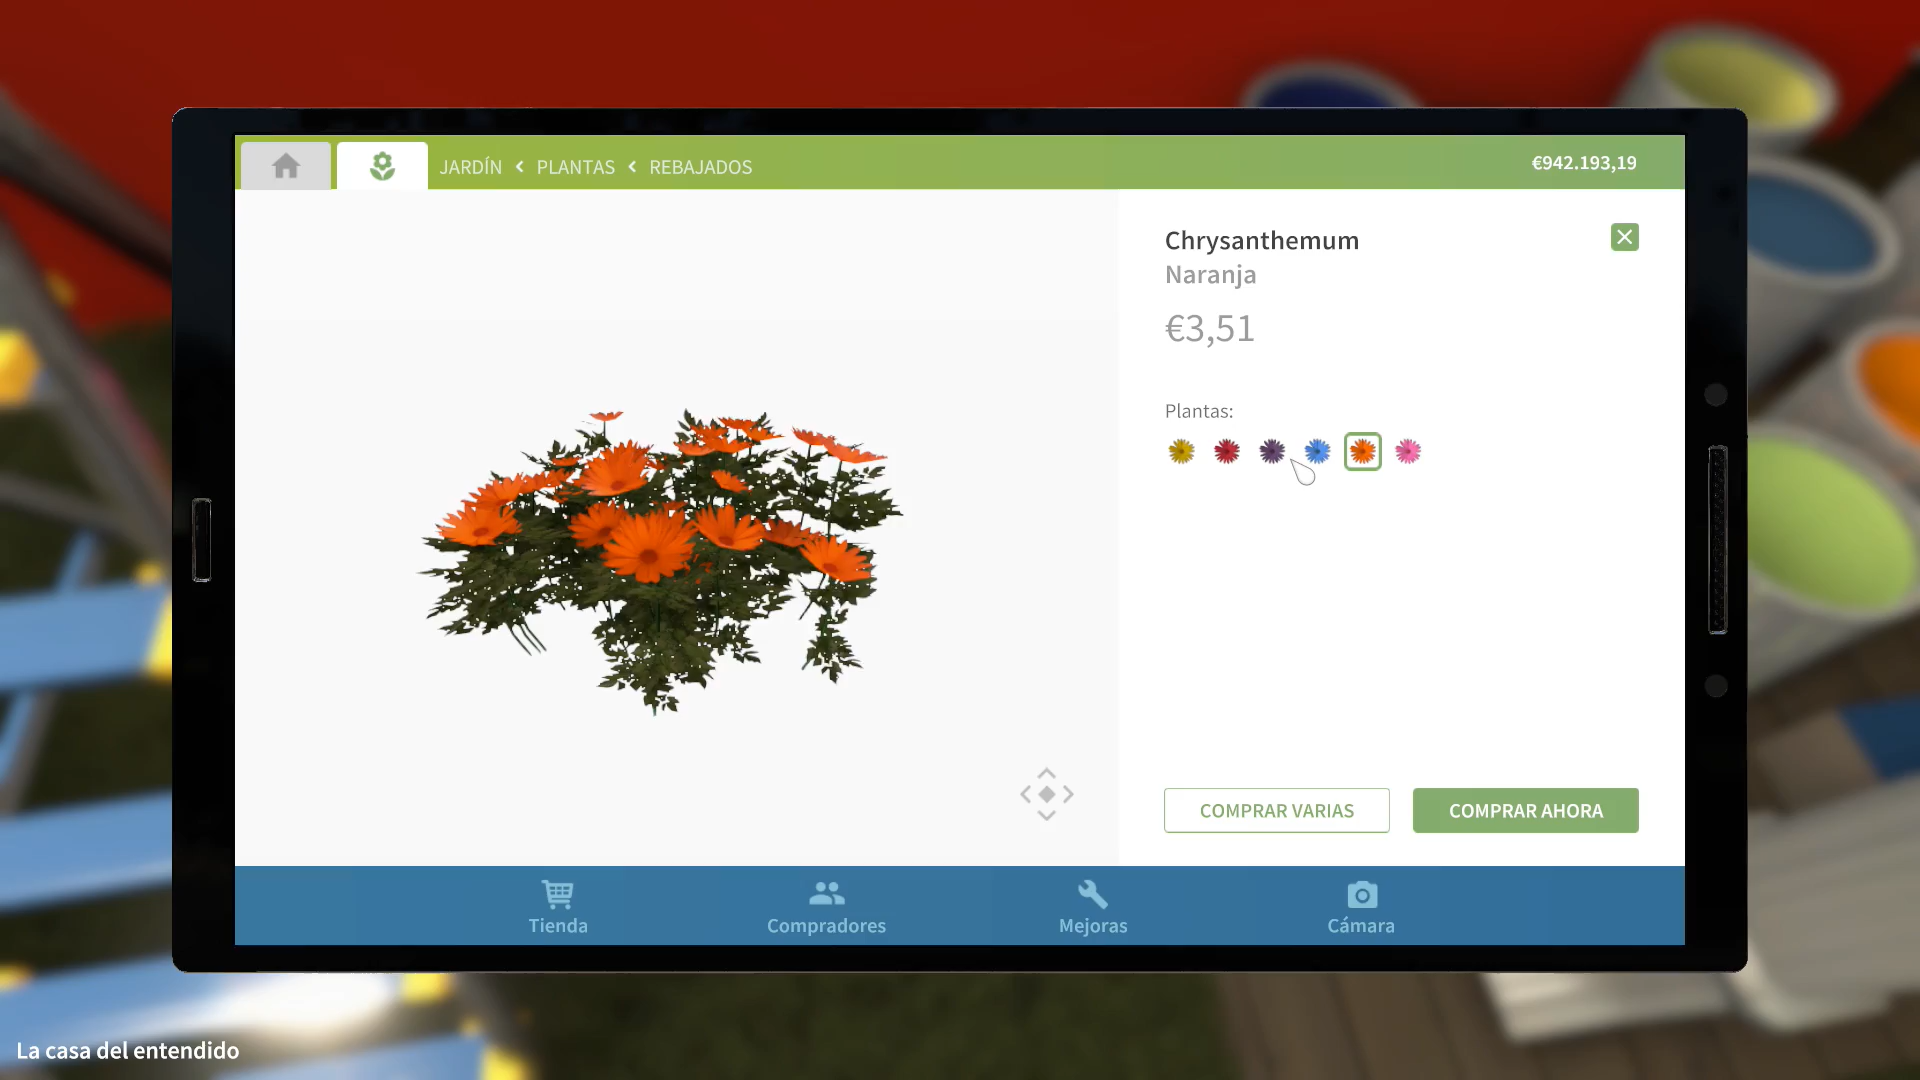 JARDÍN < PLANTAS < REBAJADOS
€942.193,19
Chrysanthemum
Naranja
€3,51
Plantas:
COMPRAR VARIAS
COMPRAR AHORA
Tienda
Compradores
Mejoras
Cámara
La casa del entendido